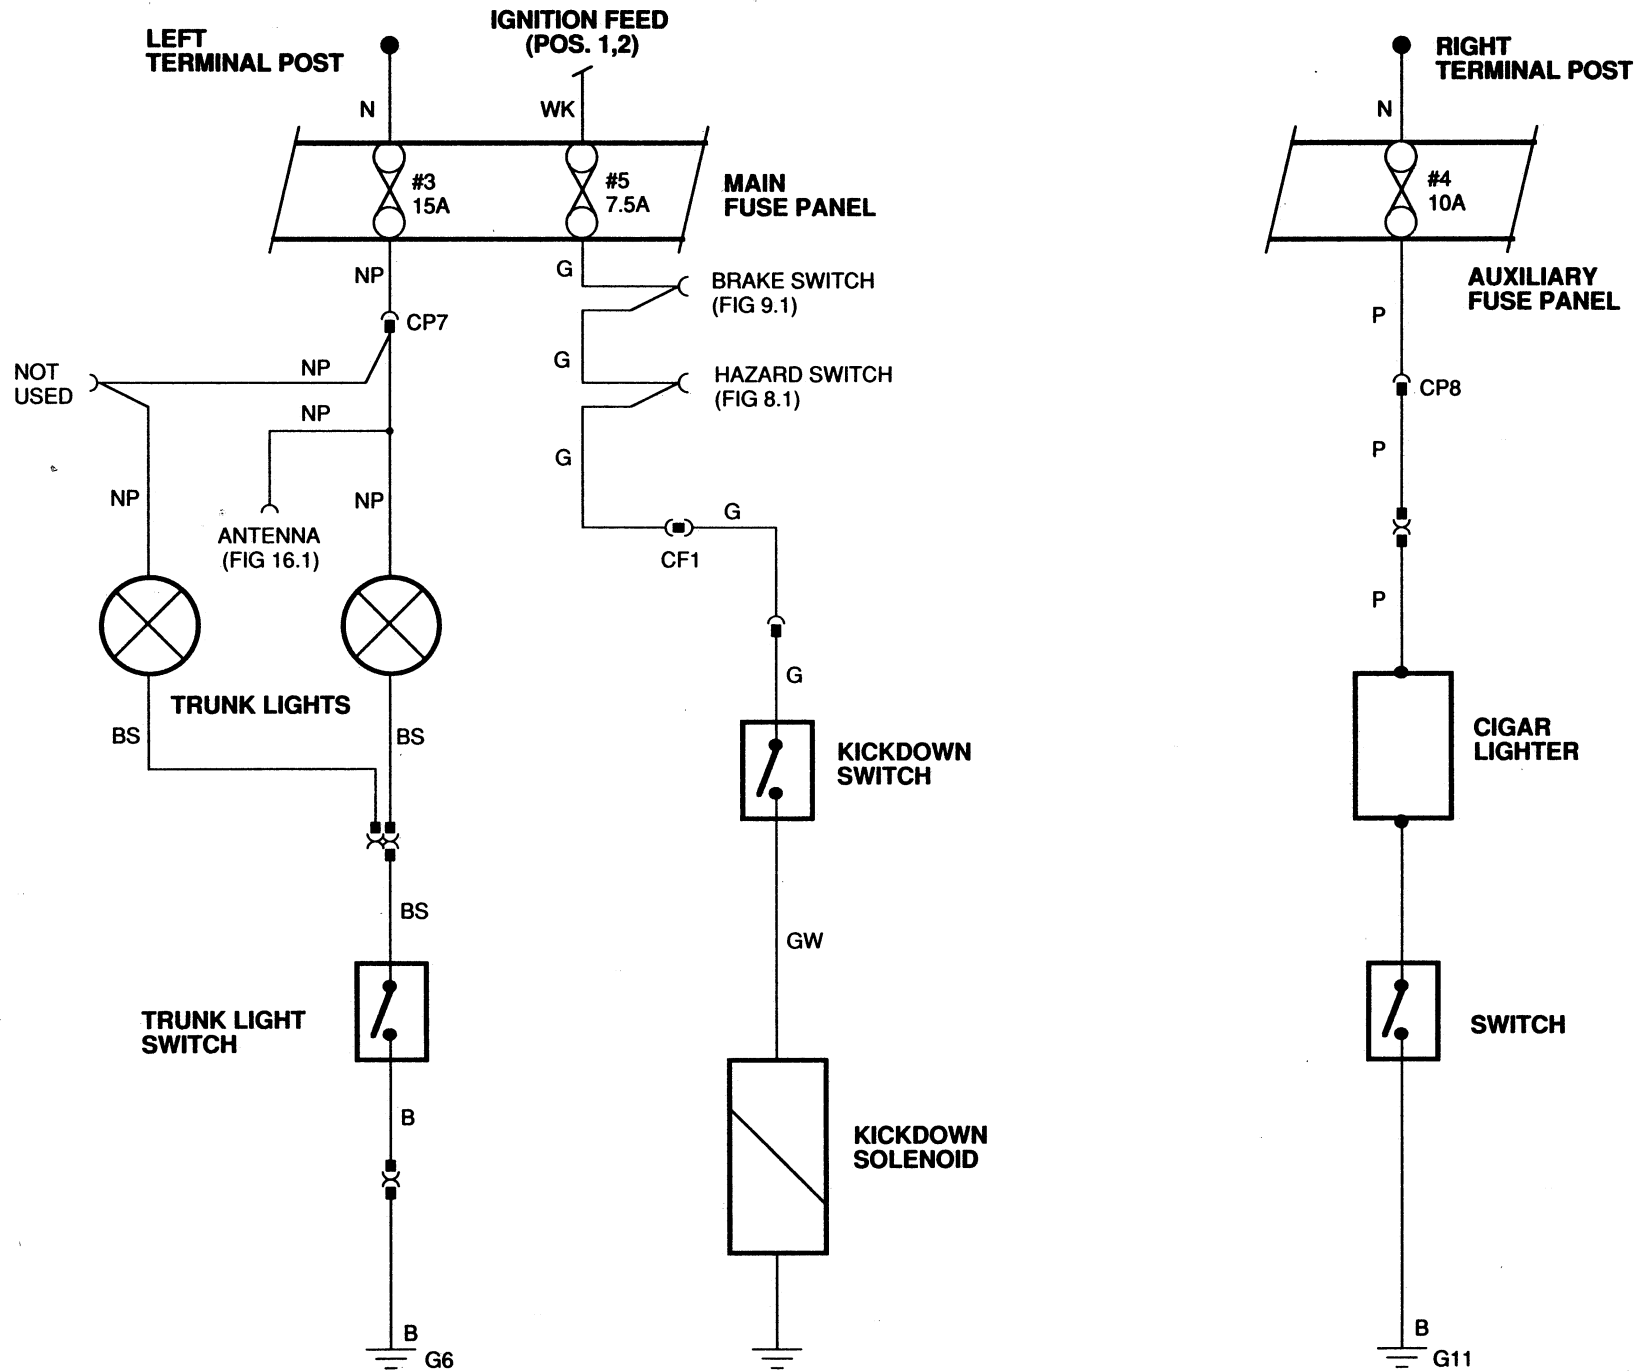 IGNITION FEED
(POS. 1,2)
LEFT
TERMINAL POST
RIGHT
TERMINAL POST
N
WK
N
#3
15A
#5
7.5A
MAIN
FUSE PANEL
#4
10A
AUXILIARY
FUSE PANEL
NP
G
BRAKE SWITCH
(FIG 9.1)
P
CP7
NOT
USED
NP
G
HAZARD SWITCH
(FIG 8.1)
CP8
NP
G
P
NP
NP
G
ANTENNA
(FIG 16.1)
CF1
P
G
TRUNK LIGHTS
BS
BS
KICKDOWN
SWITCH
CIGAR
LIGHTER
BS
GW
TRUNK LIGHT
SWITCH
SWITCH
B
KICKDOWN
SOLENOID
B
G6
B
G11